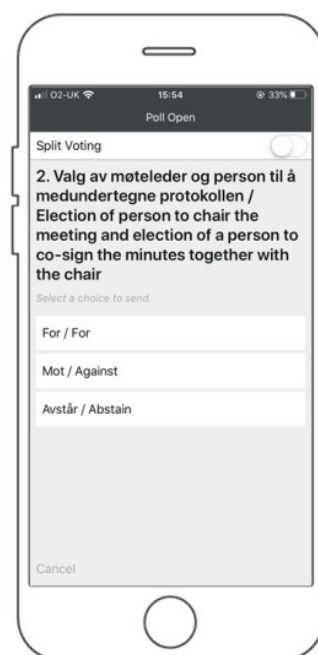 O2-UK 15:54 33%
Poll Open
Split Voting
2. Valg av møteleder og person til å
medundertegne protokollen /
Election of person to chair the
meeting and election of a person to
co-sign the minutes together with
the chair
Select a choice to send.
For / For
Mot / Against
Avstår / Abstain
Cancel